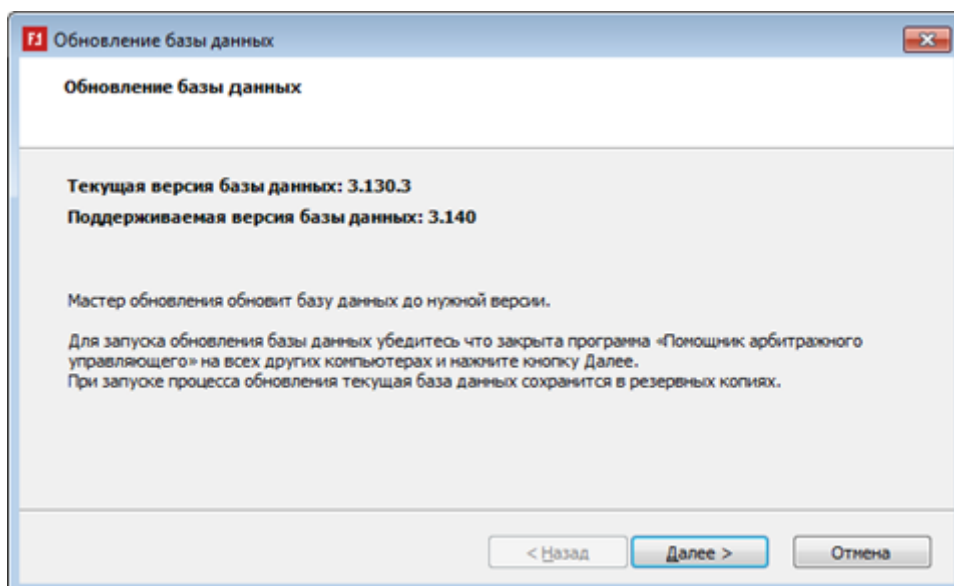 Обновление базы данных
Обновление базы данных
Текущая версия базы данных: 3.130.3
Поддерживаемая версия базы данных: 3.140
Мастер обновления обновит базу данных до нужной версии.
Для запуска обновления базы данных убедитесь что закрыта программа «Помощник арбитражного
управляющего» на всех других компьютерах и нажмите кнопку Далее.
При запуске процесса обновления текущая база данных сохранится в резервных копиях.
< Назад Далее > Отмена